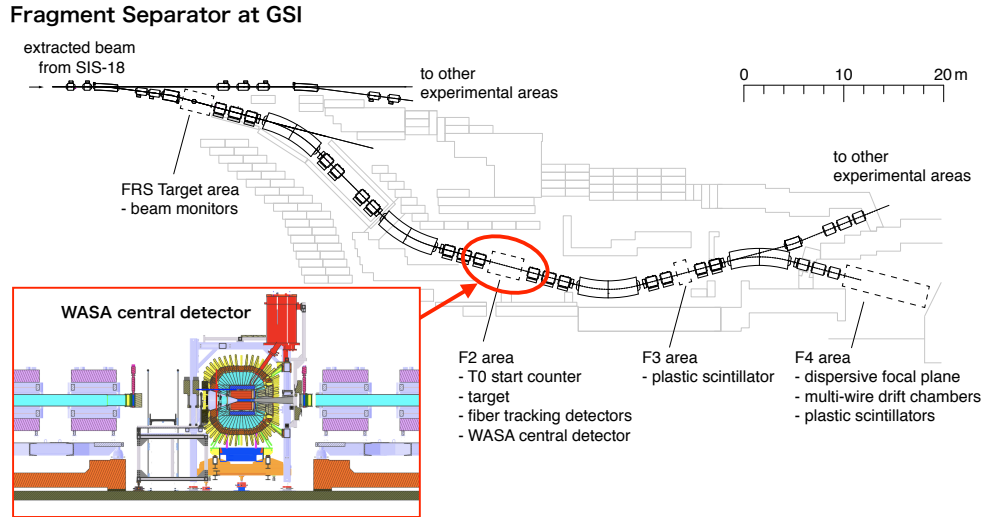 Fragment Separator at GSI
extracted beam
from SIS-18
to other
experimental areas
0 10 20 m
to other
experimental areas
FRS Target area
- beam monitors
WASA central detector
F2 area
- T0 start counter
- target
- fiber tracking detectors
- WASA central detector
F3 area
- plastic scintillator
F4 area
- dispersive focal plane
- multi-wire drift chambers
- plastic scintillators